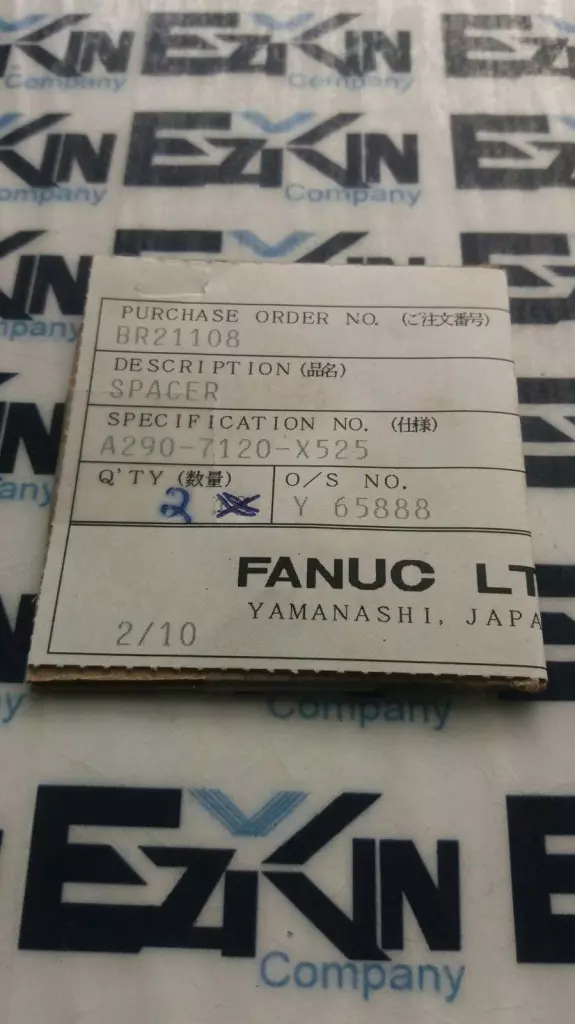 EZKIN
Company
EZKIN
Company
EZKIN
PURCHASE ORDER NO. (ご注文番号)
BR21108
DESCRIPTION (品名)
SPACER
SPECIFICATION NO. (仕様)
A290-7120-X525
Q'TY (数量) O/S NO.
2 Y 65888
FANUC LT
YAMANASHI, JAPA
2/10
Company
EZKIN
Company